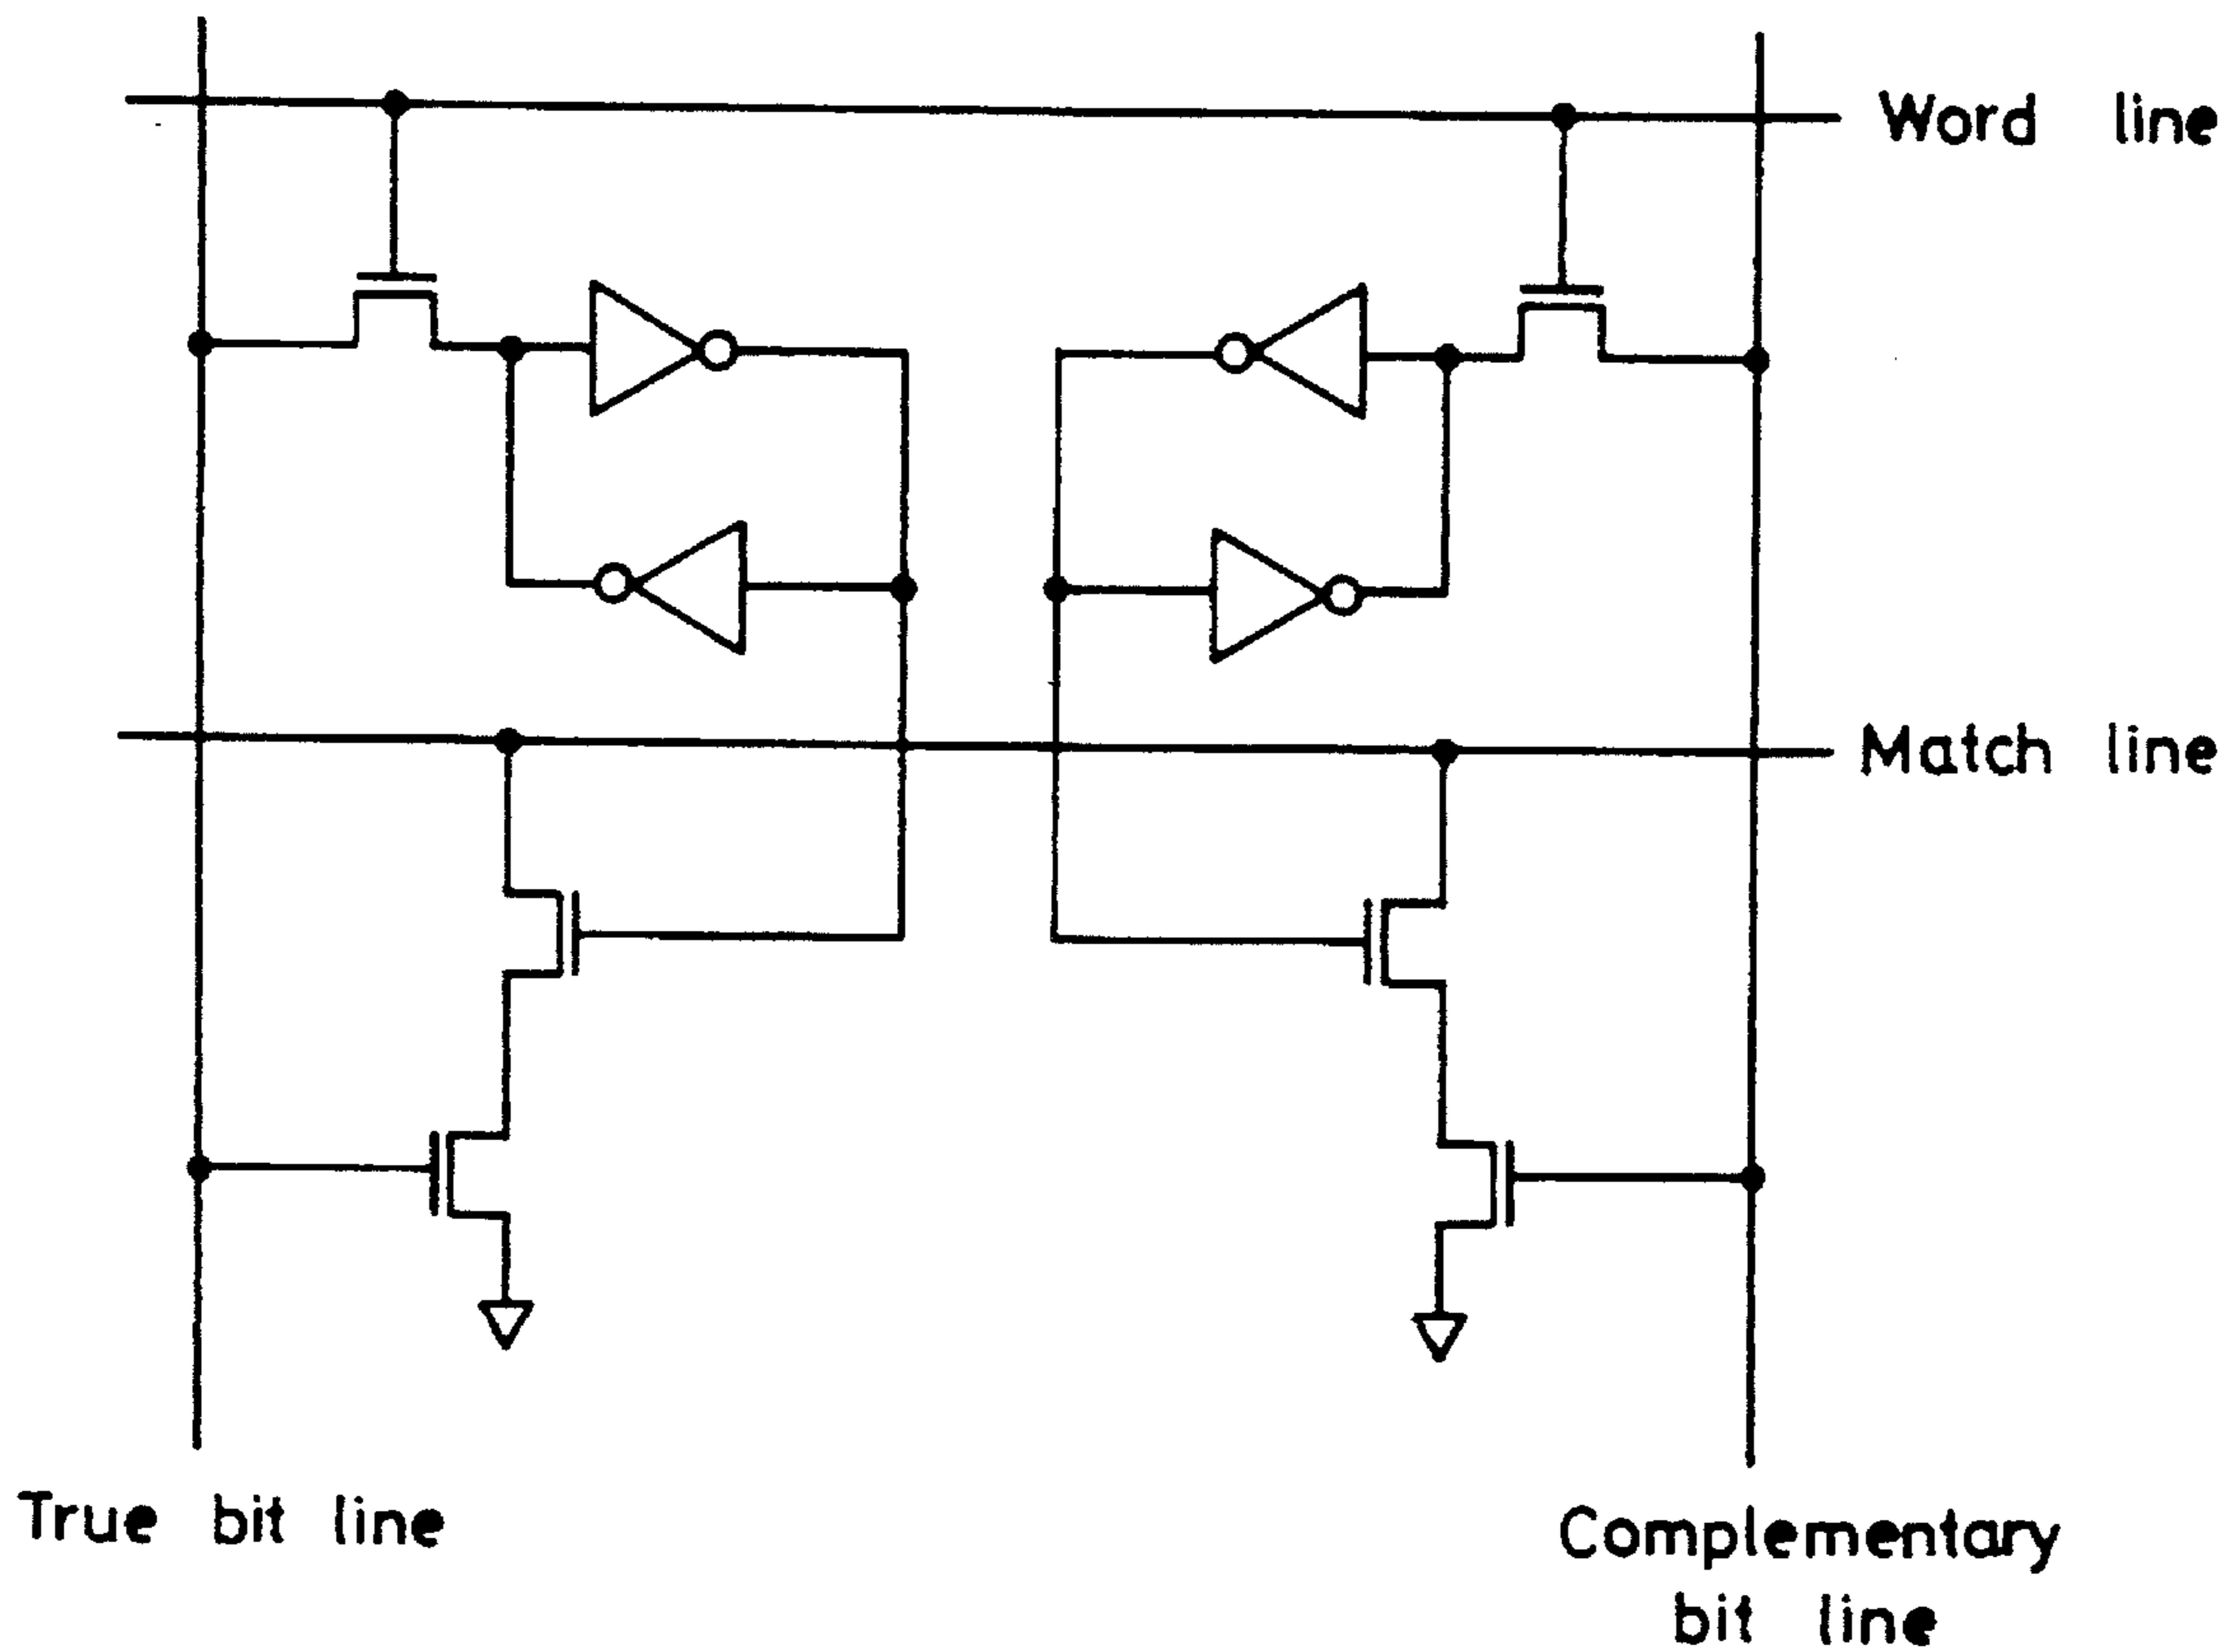 Word line
Match line
True bit line
Complementary
bit line